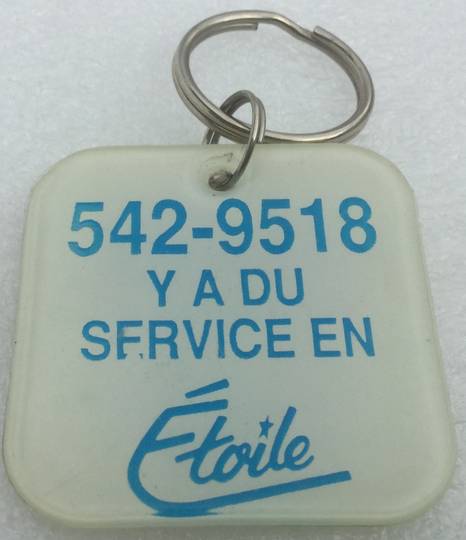 542-9518
Y A DU
SERVICE EN
Étoile